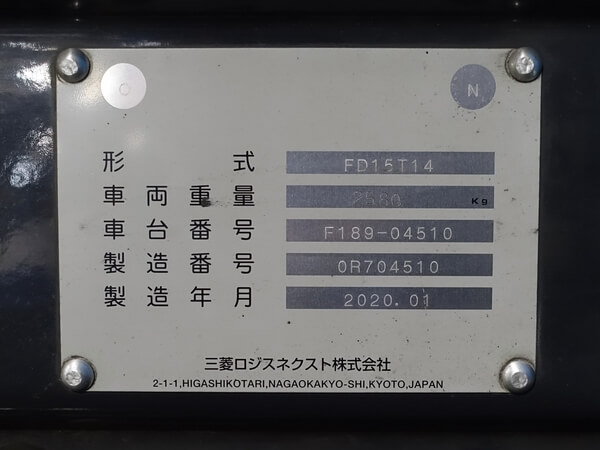 O N
形式 FD15T14
車両重量 Kg
車台番号 F189-04510
製造番号 0R704510
製造年月 2020.01
三菱ロジスネクスト株式会社
2-1-1,HIGASHIKOTARI,NAGAOKAKYO-SHI,KYOTO,JAPAN